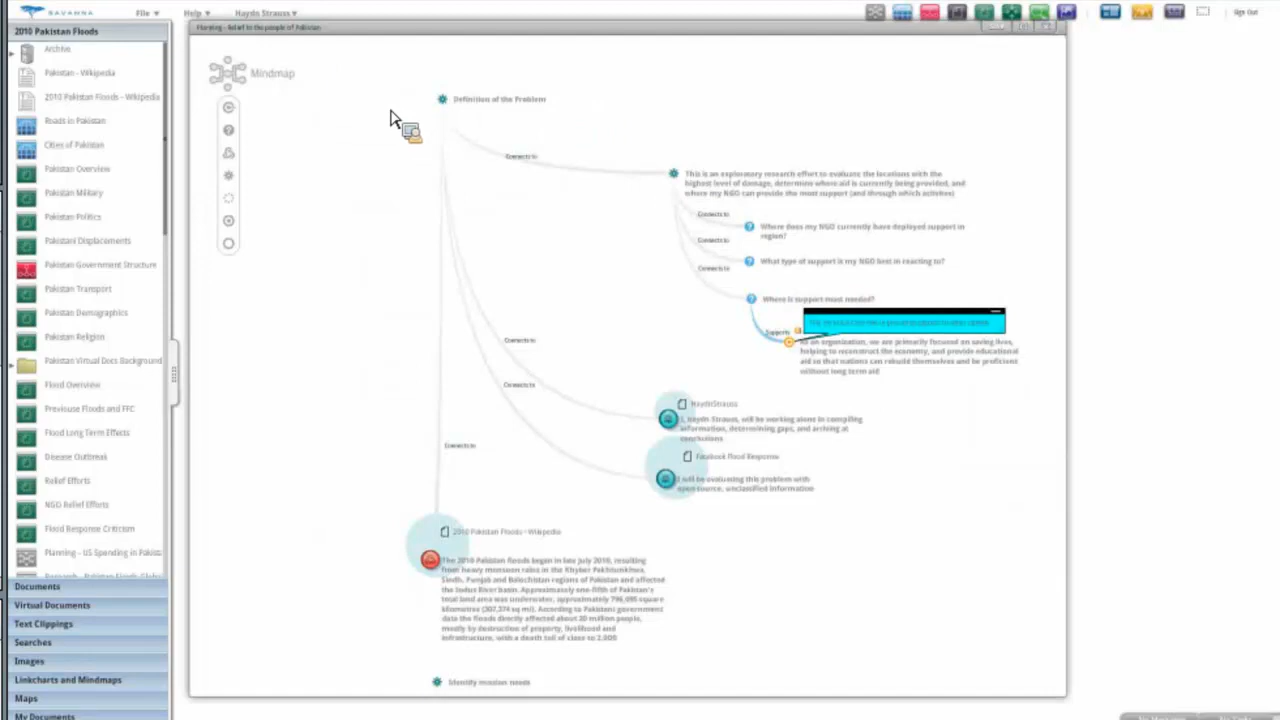 SAVANNA
File
Help
Haydn Strauss
Sign Out
2010 Pakistan Floods
Archive
Pakistan - Wikipedia
2010 Pakistan Floods - Wikipedia
Roads in Pakistan
Cities of Pakistan
Pakistan Overview
Pakistan Military
Pakistan Politics
Pakistani Displacements
Pakistan Government Structure
Pakistan Transport
Pakistan Demographics
Pakistan Religion
Pakistan Virtual Docs Background
Flood Overview
Previouse Floods and FFC
Flood Long Term Effects
Disease Outbreak
Relief Efforts
NGO Relief Efforts
Flood Response Criticism
Planning - US Spending in Pakist
Documents
Virtual Documents
Text Clippings
Searches
Images
Linkcharts and Mindmaps
Maps
My Documents
Planning - Relief to the people of Pakistan
Mindmap
Definition of the Problem
Connects to
This is an exploratory research effort to evaluate the locations with the
highest level of damage, determine where aid is currently being provided, and
where my NGO can provide the most support (and through which activites)
Connects to
Where does my NGO currently have deployed support in
region?
Connects to
What type of support is my NGO best in reacting to?
Connects to
Where is support most needed?
Supports
As an organization, we are primarily focused on saving lives,
helping to reconstruct the economy, and provide educational
aid so that nations can rebuild themselves and be proficient
without long term aid
Connects to
HaydnStrauss
I, Haydn Strauss, will be working alone in compiling
information, determining gaps, and arriving at
conclusions
Connects to
Facebook Flood Response
I will be evaluating this problem with
open source, unclassified information
Connects to
2010 Pakistan Floods - Wikipedia
The 2010 Pakistan floods began in late July 2010, resulting
from heavy monsoon rains in the Khyber Pakhtunkhwa,
Sindh, Punjab and Balochistan regions of Pakistan and affected
the Indus River basin. Approximately one-fifth of Pakistan's
total land area was underwater, approximately 796,095 square
kilometres (307,374 sq mi). According to Pakistani government
data the floods directly affected about 20 million people,
mostly by destruction of property, livelihood and
infrastructure, with a death toll of close to 2,000
Identify mission needs